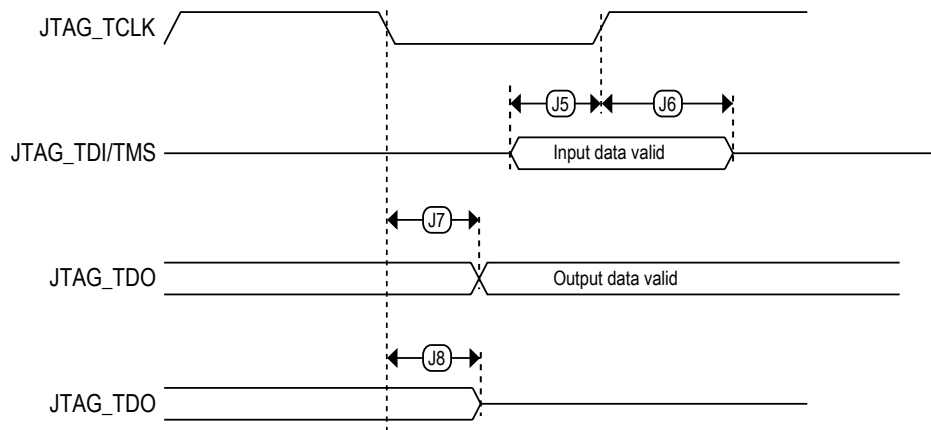 JTAG_TCLK
J5
J6
JTAG_TDI/TMS
Input data valid
J7
JTAG_TDO
Output data valid
J8
JTAG_TDO